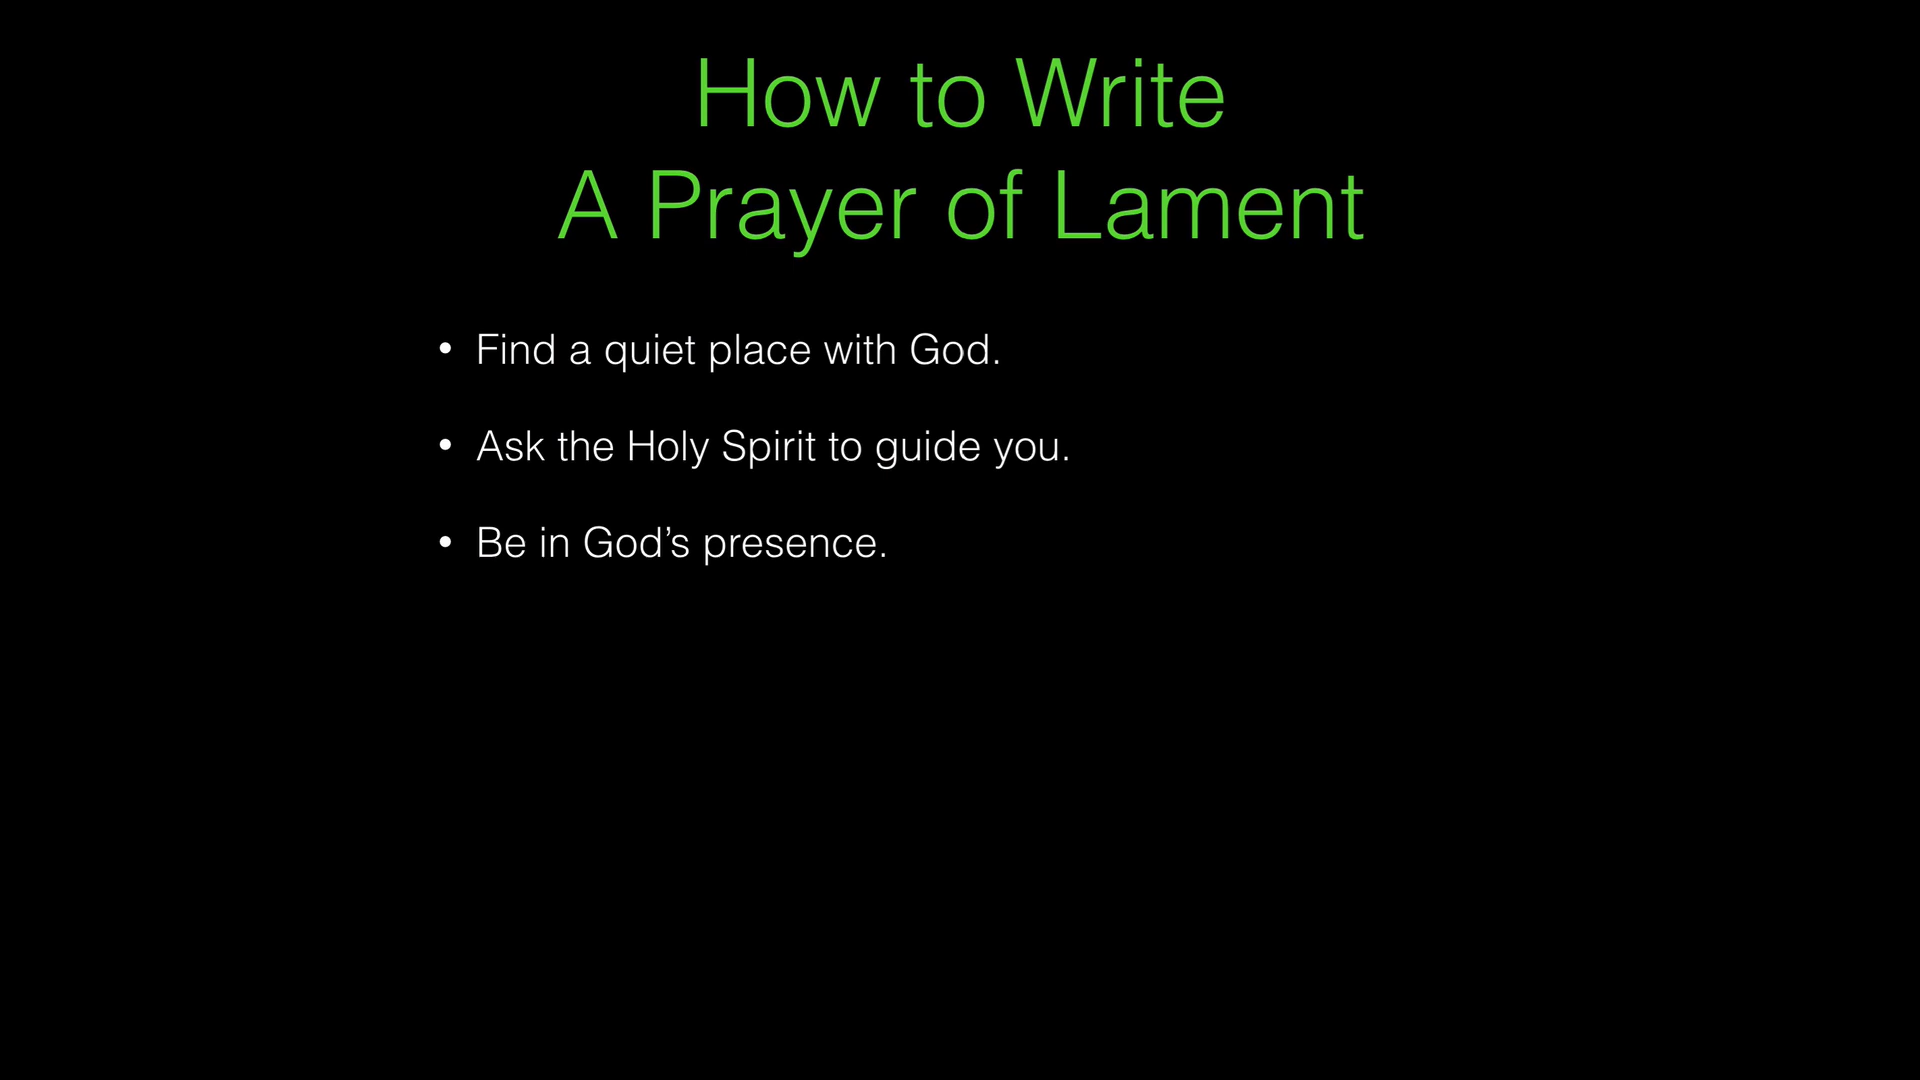 How to Write
A Prayer of Lament
• Find a quiet place with God.
• Ask the Holy Spirit to guide you.
• Be in God’s presence.